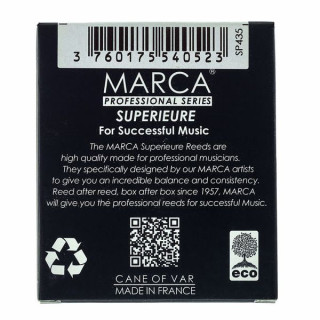 3 760175 540523
SP435
MARCA
PROFESSIONAL SERIES
SUPERIEURE
For Successful Music
The MARCA Superieure Reeds are
high quality made for professional musicians.
They specifically designed by our MARCA artists
to give you an incredible balance and consistency.
Reed after reed, box after box since 1957, MARCA
will give you thé professional reeds for successful Music.
eco
CANE OF VAR
MADE IN FRANCE